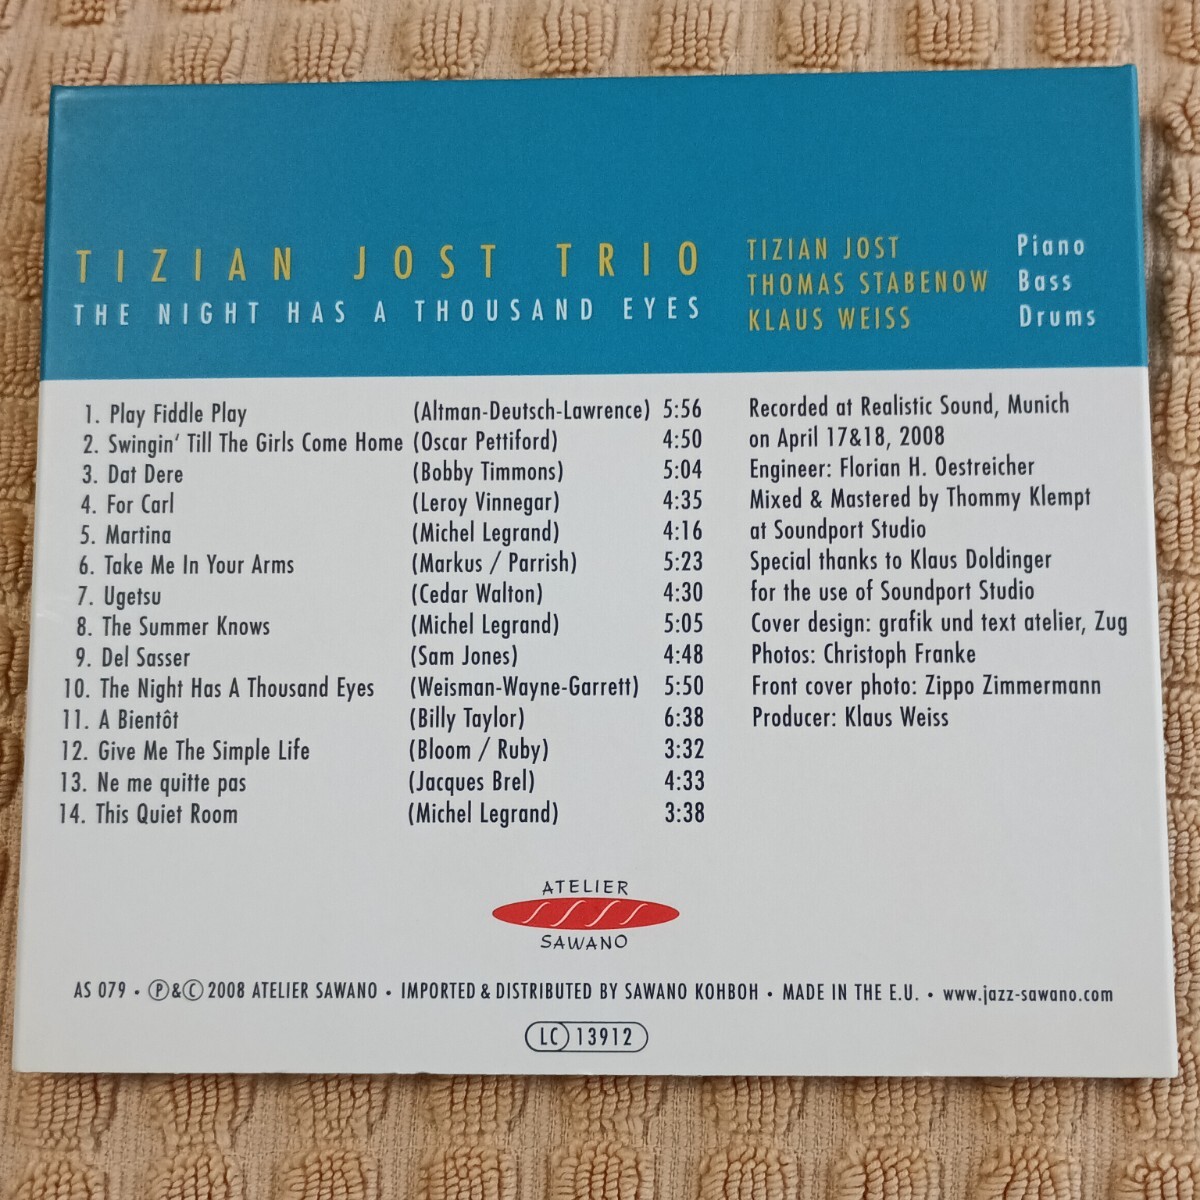 TIZIAN JOST TRIO
THE NIGHT HAS A THOUSAND EYES
TIZIAN JOST Piano
THOMAS STABENOW Bass
KLAUS WEISS Drums
1. Play Fiddle Play (Altman-Deutsch-Lawrence) 5:56
2. Swingin' Till The Girls Come Home (Oscar Pettiford) 4:50
3. Dat Dere (Bobby Timmons) 5:04
4. For Carl (Leroy Vinnegar) 4:35
5. Martina (Michel Legrand) 4:16
6. Take Me In Your Arms (Markus / Parrish) 5:23
7. Ugetsu (Cedar Walton) 4:30
8. The Summer Knows (Michel Legrand) 5:05
9. Del Sasser (Sam Jones) 4:48
10. The Night Has A Thousand Eyes (Weisman-Wayne-Garrett) 5:50
11. A Bientôt (Billy Taylor) 6:38
12. Give Me The Simple Life (Bloom / Ruby) 3:32
13. Ne me quitte pas (Jacques Brel) 4:33
14. This Quiet Room (Michel Legrand) 3:38
Recorded at Realistic Sound, Munich
on April 17&18, 2008
Engineer: Florian H. Oestreicher
Mixed & Mastered by Thommy Klempt
at Soundport Studio
Special thanks to Klaus Doldinger
for the use of Soundport Studio
Cover design: grafik und text atelier, Zug
Photos: Christoph Franke
Front cover photo: Zippo Zimmermann
Producer: Klaus Weiss
ATELIER
SAWANO
AS 079 • ℗&© 2008 ATELIER SAWANO • IMPORTED & DISTRIBUTED BY SAWANO KOHBOH • MADE IN THE E.U. • www.jazz-sawano.com
LC 13912